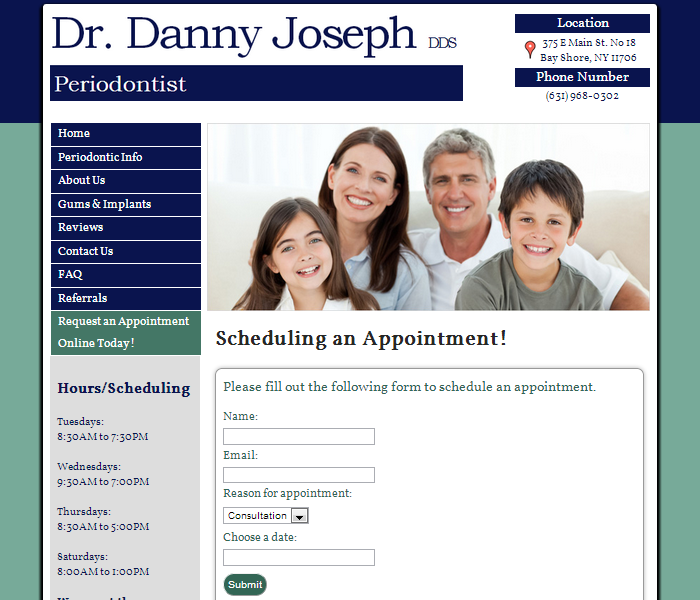 Dr. Danny Joseph DDS
Periodontist
Location
375 E Main St. No 18
Bay Shore, NY 11706
Phone Number
(631) 968-0302
Home
Periodontic Info
About Us
Gums & Implants
Reviews
Contact Us
FAQ
Referrals
Request an Appointment
Online Today!
Hours/Scheduling
Tuesdays:
8:30AM to 7:30PM
Wednesdays:
9:30AM to 7:00PM
Thursdays:
8:30AM to 5:00PM
Saturdays:
8:00AM to 1:00PM
Scheduling an Appointment!
Please fill out the following form to schedule an appointment.
Name:
Email:
Reason for appointment:
Consultation
Choose a date:
Submit